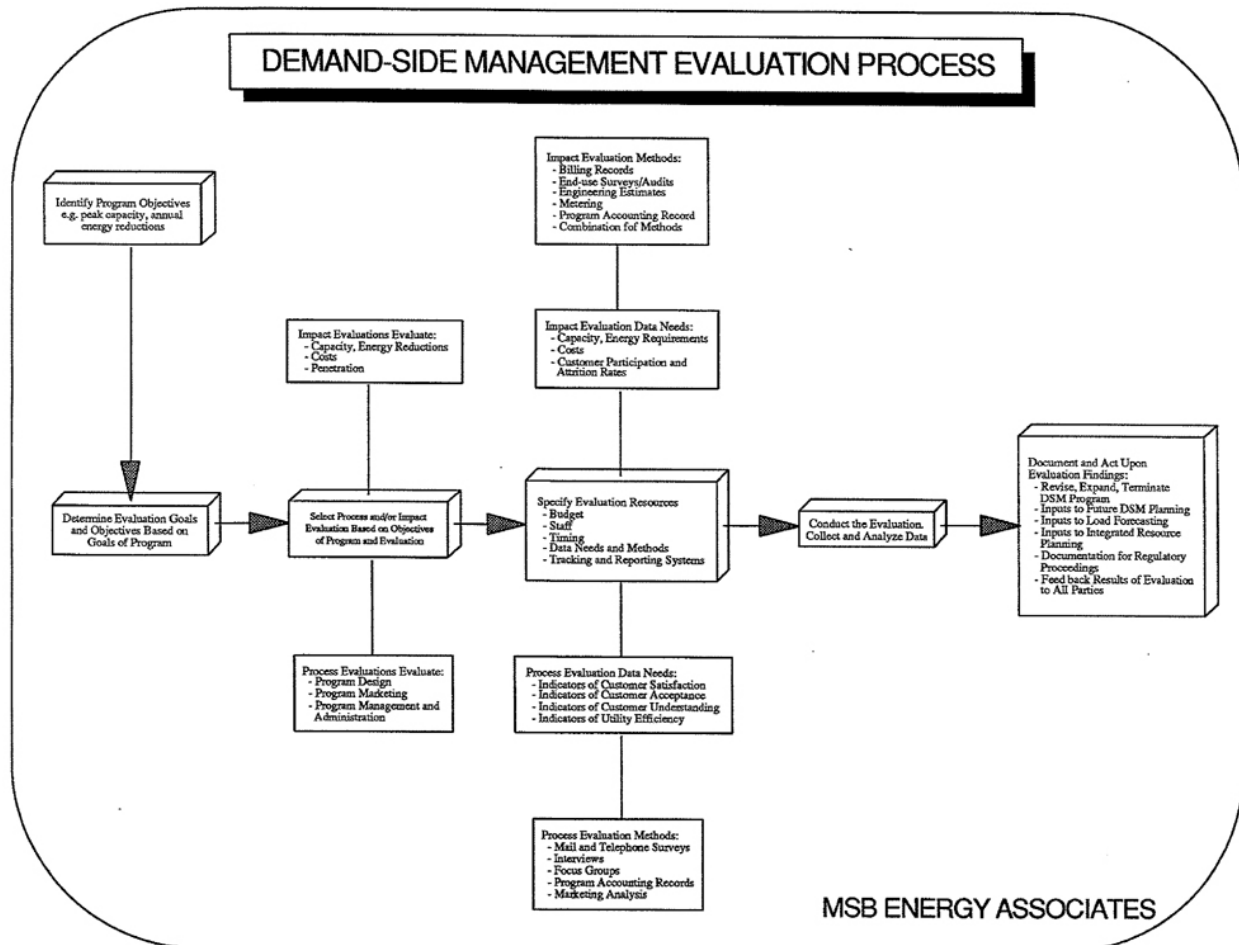 DEMAND-SIDE MANAGEMENT EVALUATION PROCESS
Identify Program Objectives
e.g. peak capacity, annual
energy reductions
Determine Evaluation Goals
and Objectives Based on
Goals of Program
Impact Evaluations Evaluate:
- Capacity, Energy Reductions
- Costs
- Penetration
Select Process and/or Impact
Evaluation Based on Objectives
of Program and Evaluation
Process Evaluations Evaluate:
- Program Design
- Program Marketing
- Program Management and
Administration
Impact Evaluation Methods:
- Billing Records
- End-use Surveys/Audits
- Engineering Estimates
- Metering
- Program Accounting Record
- Combination fof Methods
Impact Evaluation Data Needs:
- Capacity, Energy Requirements
- Costs
- Customer Participation and
Attrition Rates
Specify Evaluation Resources
- Budget
- Staff
- Timing
- Data Needs and Methods
- Tracking and Reporting Systems
Process Evaluation Data Needs:
- Indicators of Customer Satisfaction
- Indicators of Customer Acceptance
- Indicators of Customer Understanding
- Indicators of Utility Efficiency
Process Evaluation Methods:
- Mail and Telephone Surveys
- Interviews
- Focus Groups
- Program Accounting Records
- Marketing Analysis
Conduct the Evaluation.
Collect and Analyze Data
Document and Act Upon
Evaluation Findings:
- Revise, Expand, Terminate
DSM Program
- Inputs to Future DSM Planning
- Inputs to Load Forecasting
- Inputs to Integrated Resource
Planning
- Documentation for Regulatory
Proceedings
- Feed back Results of Evaluation
to All Parties
MSB ENERGY ASSOCIATES